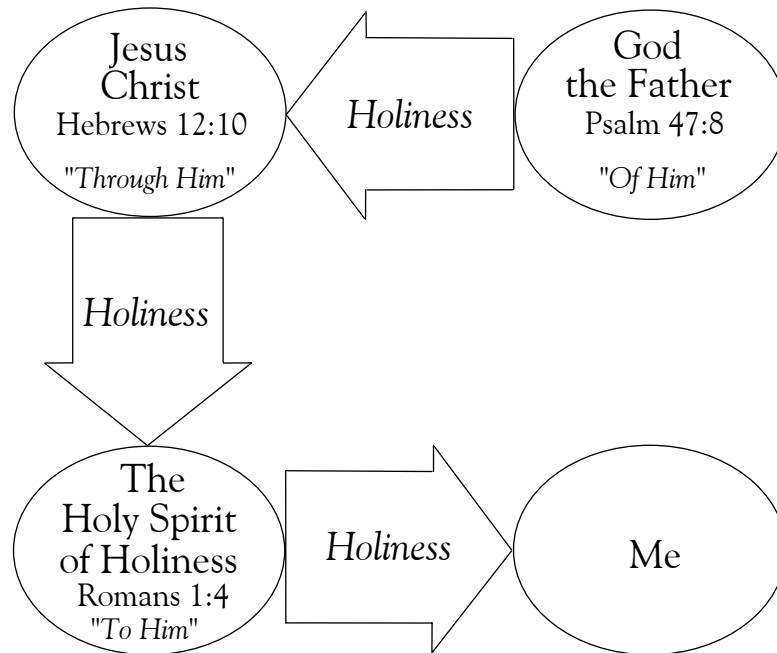 Jesus
Christ
Hebrews 12:10
"Through Him"
Holiness
God
the Father
Psalm 47:8
"Of Him"
Holiness
The
Holy Spirit
of Holiness
Romans 1:4
"To Him"
Holiness
Me